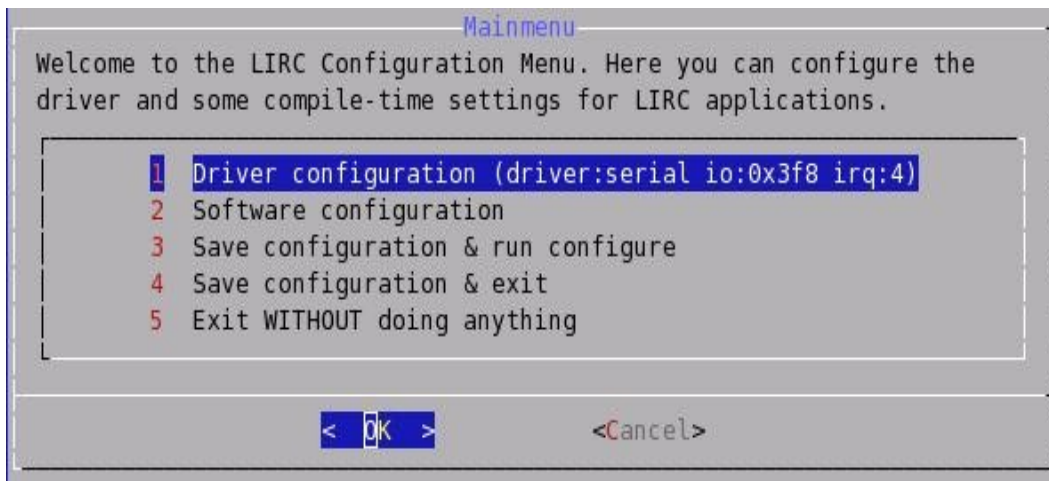 Mainmenu
Welcome to the LIRC Configuration Menu. Here you can configure the
driver and some compile-time settings for LIRC applications.
1 Driver configuration (driver:serial io:0x3f8 irq:4)
2 Software configuration
3 Save configuration & run configure
4 Save configuration & exit
5 Exit WITHOUT doing anything
< OK > <Cancel>